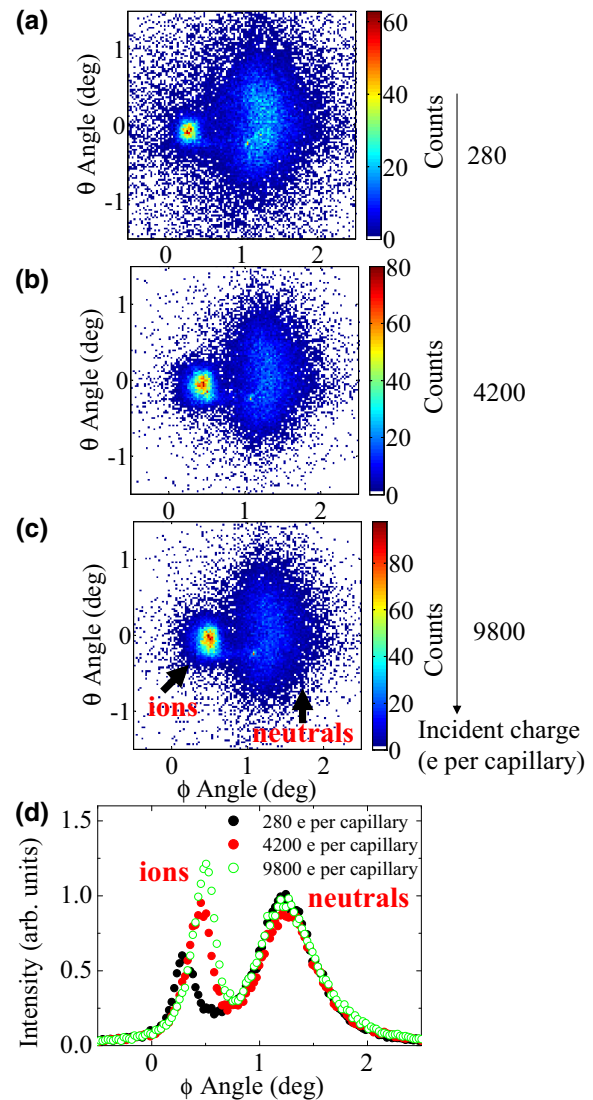 (a)
θ Angle (deg)
1
0
-1
0 1 2
60
40
20
0
Counts
280
(b)
θ Angle (deg)
1
0
-1
0 1 2
80
60
40
20
0
Counts
4200
(c)
θ Angle (deg)
1
0
-1
ions
neutrals
0 1 2
ϕ Angle (deg)
80
60
40
20
0
Counts
9800
Incident charge
(e per capillary)
(d)
Intensity (arb. units)
1.5
1.0
0.5
0.0
ions
280 e per capillary
4200 e per capillary
9800 e per capillary
neutrals
0 1 2
ϕ Angle (deg)